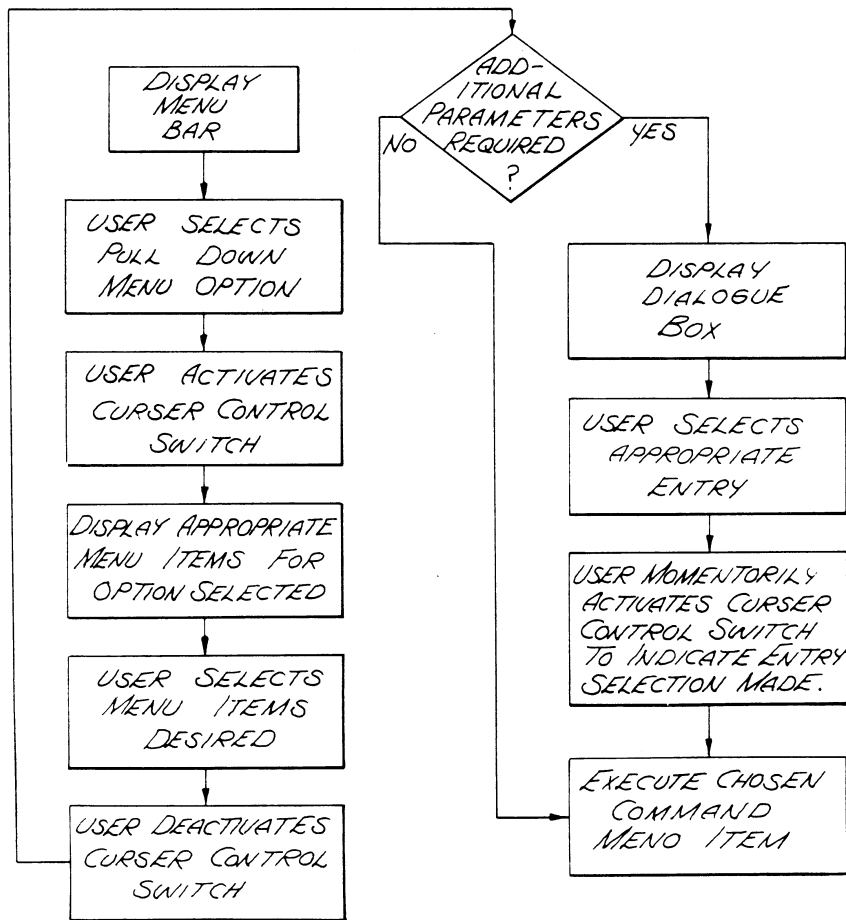 DISPLAY
MENU
BAR
USER SELECTS
PULL DOWN
MENU OPTION
USER ACTIVATES
CURSER CONTROL
SWITCH
DISPLAY APPROPRIATE
MENU ITEMS FOR
OPTION SELECTED
USER SELECTS
MENU ITEMS
DESIRED
USER DEACTIVATES
CURSER CONTROL
SWITCH
ADD-
ITIONAL
PARAMETERS
REQUIRED
?
NO
YES
DISPLAY
DIALOGUE
BOX
USER SELECTS
APPROPRIATE
ENTRY
USER MOMENTORILY
ACTIVATES CURSER
CONTROL SWITCH
TO INDICATE ENTRY
SELECTION MADE.
EXECUTE CHOSEN
COMMAND
MENO ITEM